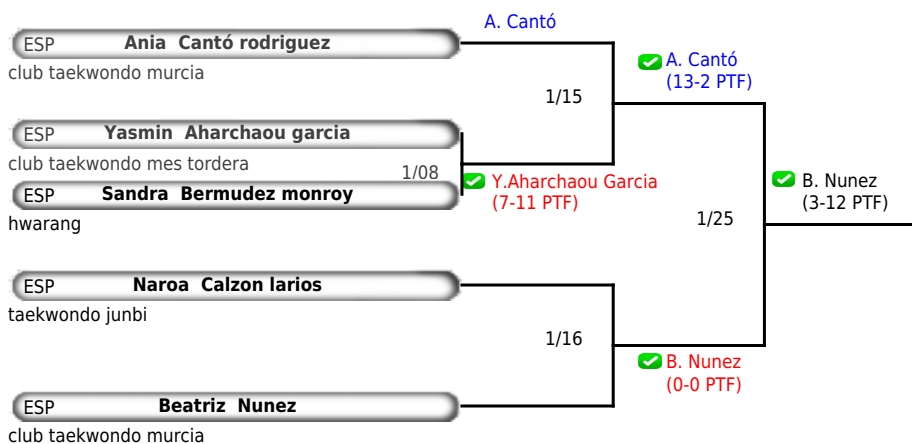 A. Cantó
ESP Ania Cantó rodriguez
club taekwondo murcia
A. Cantó
(13-2 PTF)
1/15
ESP Yasmin Aharchaou garcia
club taekwondo mes tordera
1/08
ESP Sandra Bermudez monroy
hwarang
Y.Aharchaou Garcia
(7-11 PTF)
B. Nunez
(3-12 PTF)
1/25
ESP Naroa Calzon larios
taekwondo junbi
1/16
B. Nunez
(0-0 PTF)
ESP Beatriz Nunez
club taekwondo murcia